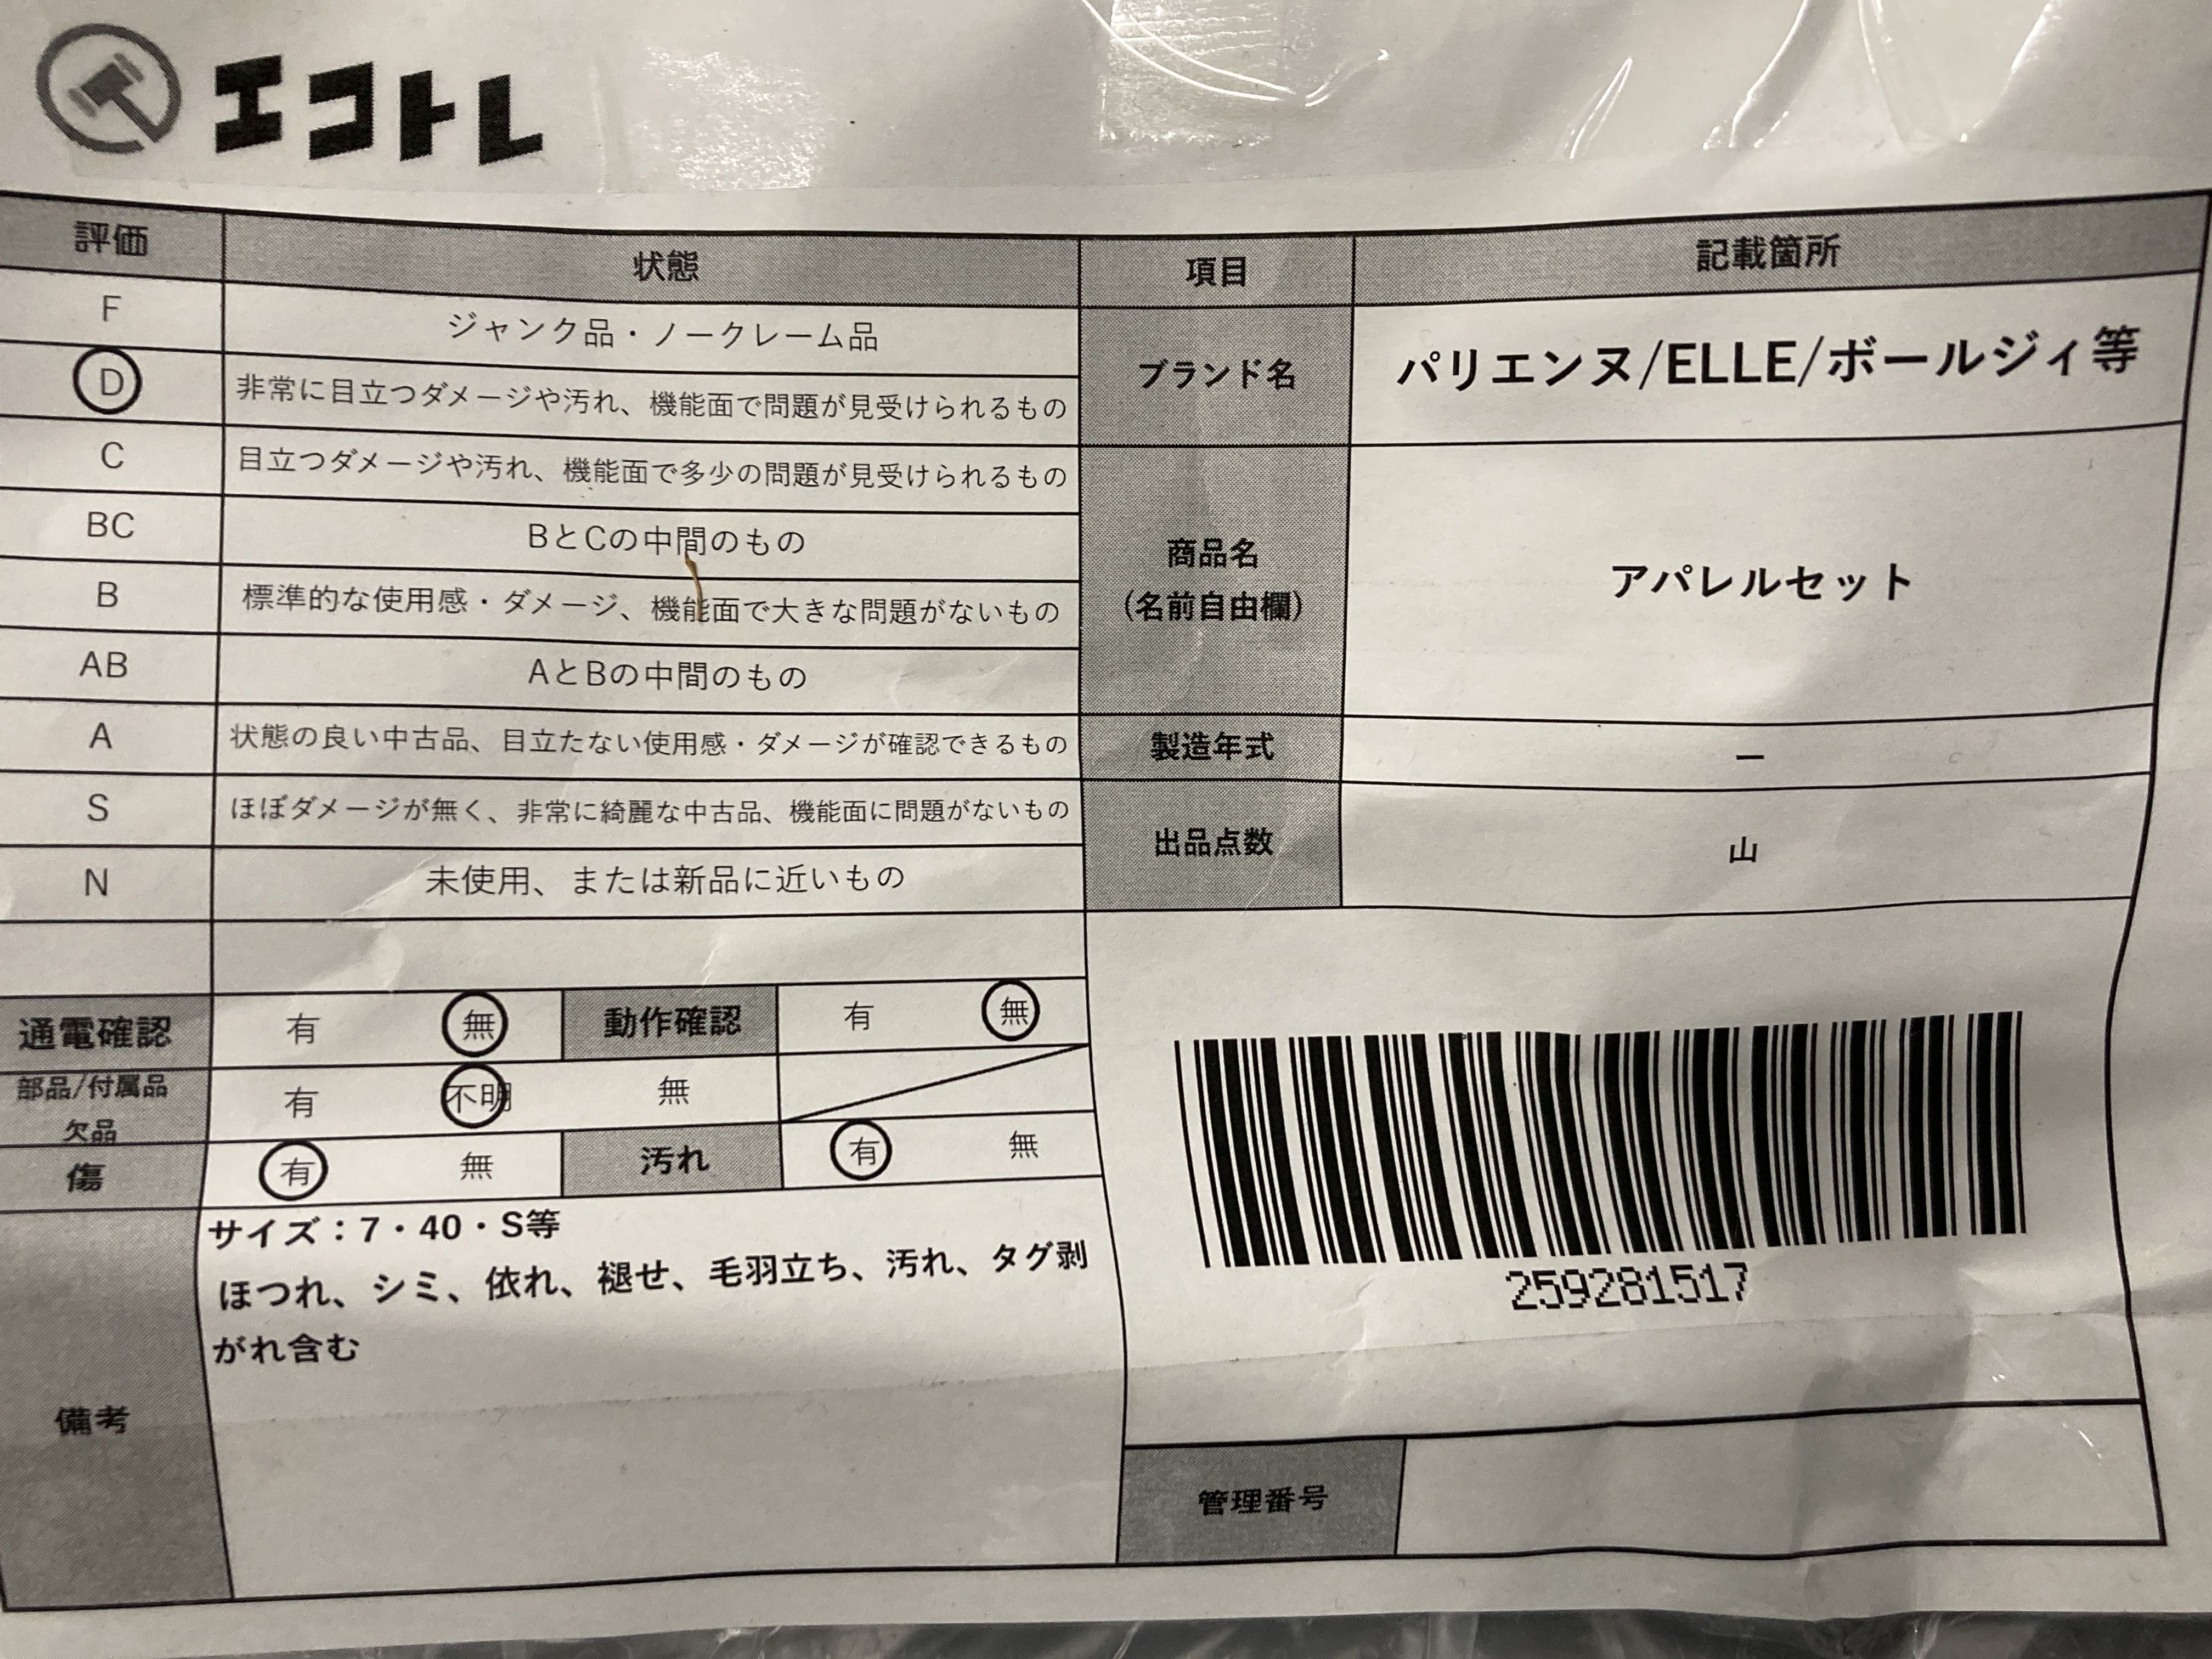 エコトレ
評価 状態
F ジャンク品・ノークレーム品
D 非常に目立つダメージや汚れ、機能面で問題が見受けられるもの
C 目立つダメージや汚れ、機能面で多少の問題が見受けられるもの
BC BとCの中間のもの
B 標準的な使用感・ダメージ、機能面で大きな問題がないもの
AB AとBの中間のもの
A 状態の良い中古品、目立たない使用感・ダメージが確認できるもの
S ほぼダメージが無く、非常に綺麗な中古品、機能面に問題がないもの
N 未使用、または新品に近いもの
通電確認 有 無 動作確認 有 無
部品/付属品
欠品 有 不明 無
傷 有 無 汚れ 有 無
備考
サイズ：7・40・S等
ほつれ、シミ、依れ、褪せ、毛羽立ち、汚れ、タグ剥
がれ含む
項目 記載箇所
ブランド名 パリエンヌ/ELLE/ボールジィ等
商品名
(名前自由欄) アパレルセット
製造年式 ー
出品点数 山
259281517
管理番号